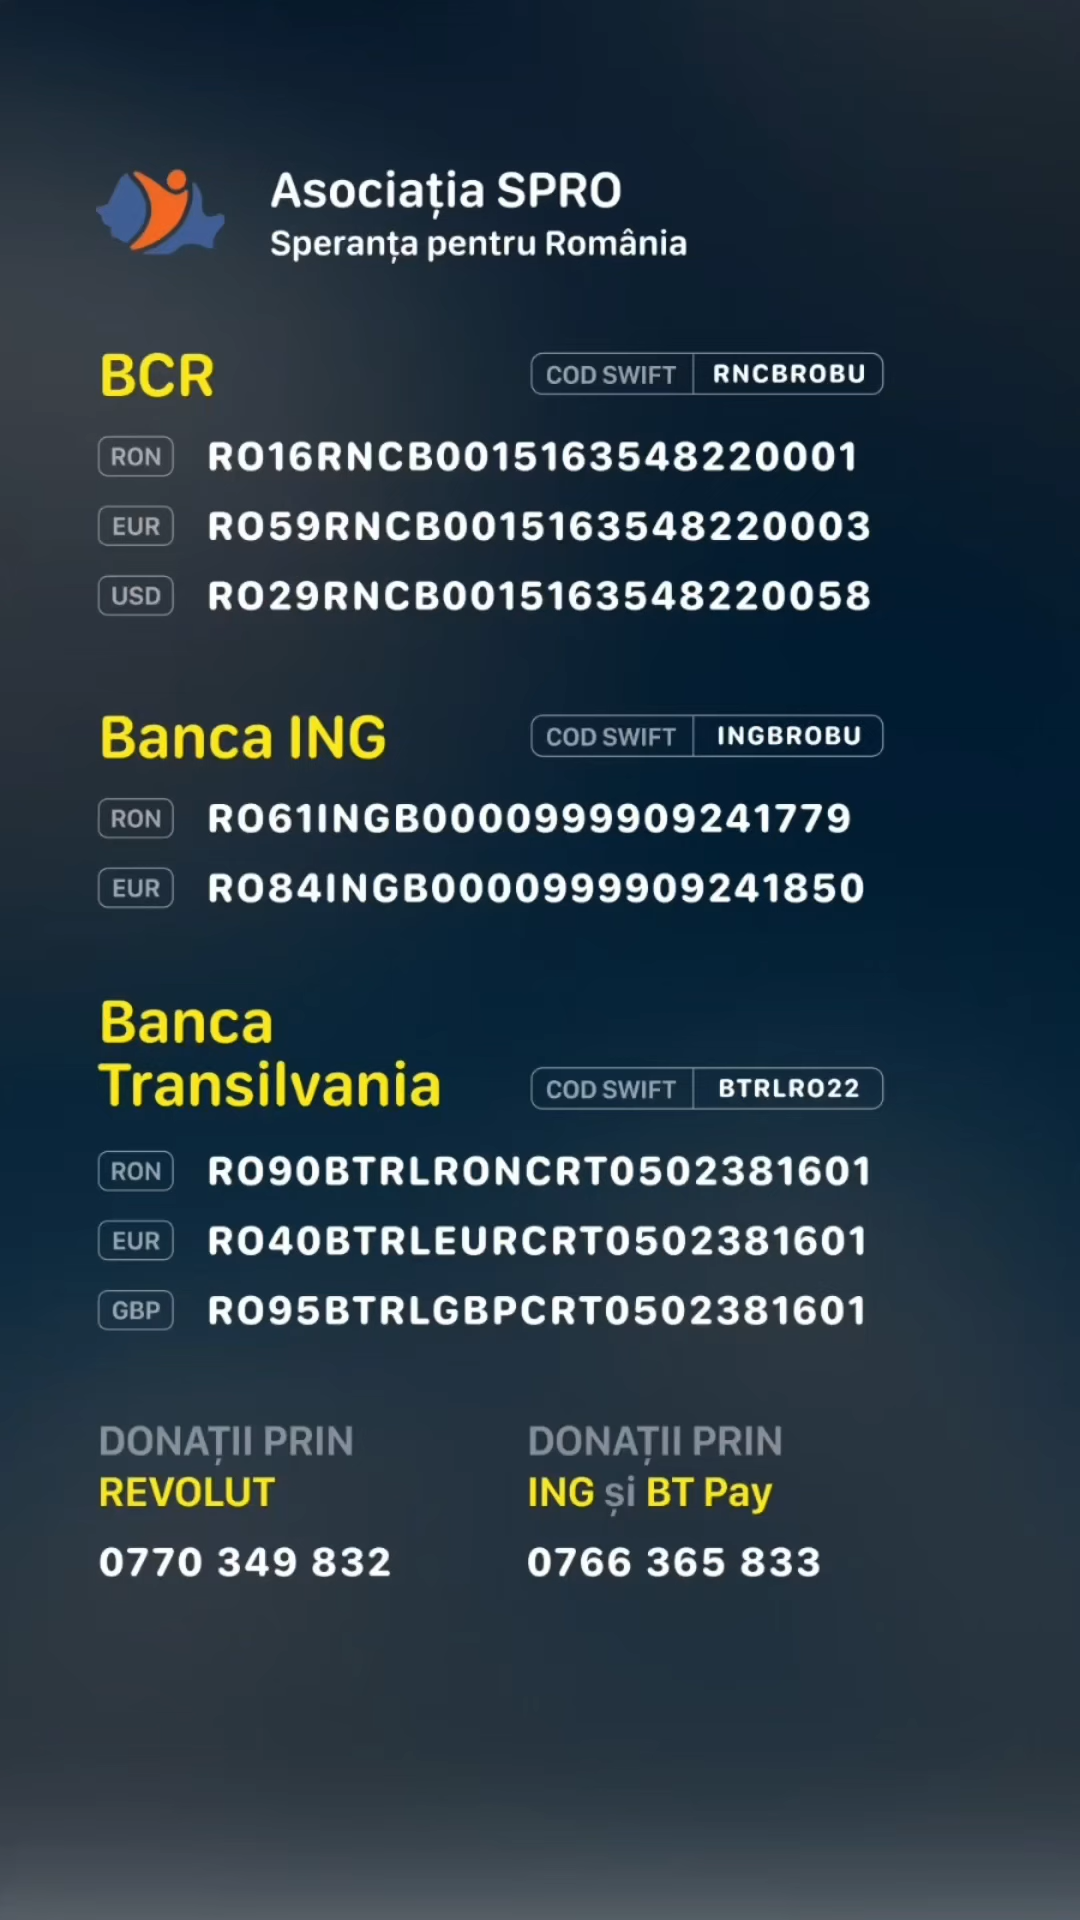 Asociația SPRO
Speranța pentru România
BCR
COD SWIFT RNCBROBU
RON RO16RNCB0015163548220001
EUR RO59RNCB0015163548220003
USD RO29RNCB0015163548220058
Banca ING
COD SWIFT INGBROBU
RON RO61INGB0000999909241779
EUR RO84INGB0000999909241850
Banca
Transilvania
COD SWIFT BTRLRO22
RON RO90BTRLRONCRT0502381601
EUR RO40BTRLEURCRT0502381601
GBP RO95BTRLGBPCRT0502381601
DONAȚII PRIN
REVOLUT
0770 349 832
DONAȚII PRIN
ING și BT Pay
0766 365 833